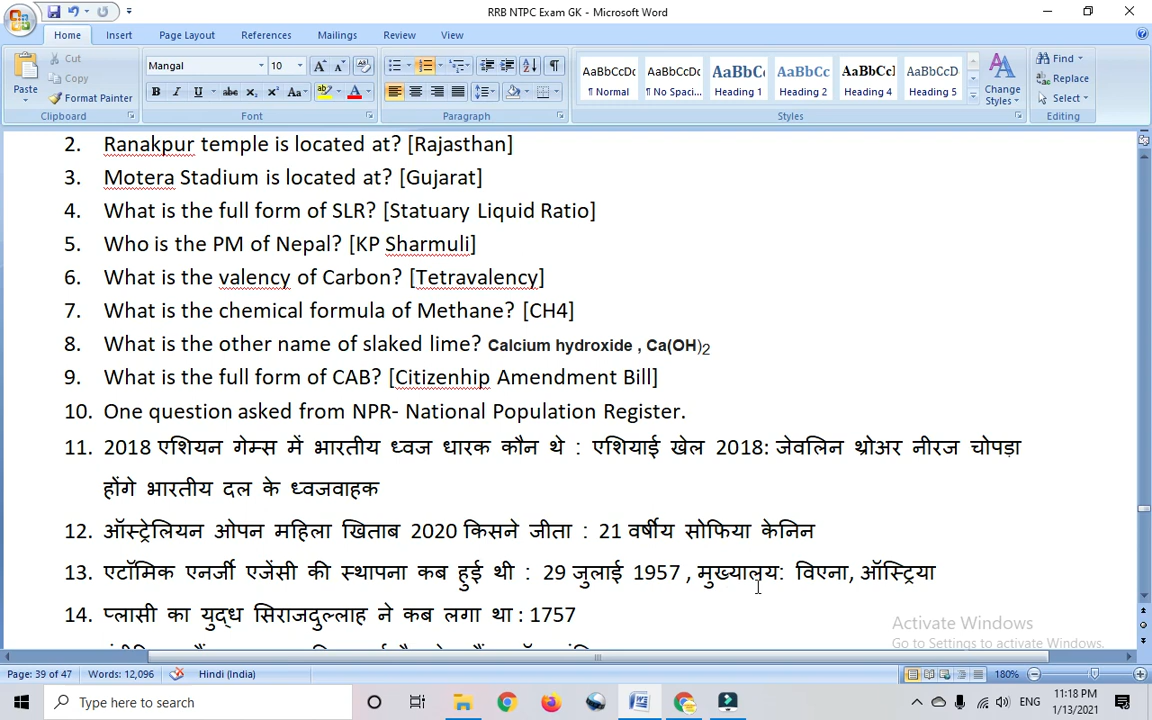 RRB NTPC Exam GK - Microsoft Word
Home Insert Page Layout References Mailings Review View
Paste Cut Copy Format Painter Clipboard
Mangal 10 Font
Paragraph
AaBbCcDc ¶ Normal AaBbCcDc ¶ No Spaci... AaBbC Heading 1 AaBbCc Heading 2 AaBbCcI Heading 4 AaBbCcD Heading 5 Change Styles Styles
Find Replace Select Editing
2. Ranakpur temple is located at? [Rajasthan]
3. Motera Stadium is located at? [Gujarat]
4. What is the full form of SLR? [Statuary Liquid Ratio]
5. Who is the PM of Nepal? [KP Sharmuli]
6. What is the valency of Carbon? [Tetravalency]
7. What is the chemical formula of Methane? [CH4]
8. What is the other name of slaked lime? Calcium hydroxide , Ca(OH)2
9. What is the full form of CAB? [Citizenhip Amendment Bill]
10. One question asked from NPR- National Population Register.
11. 2018 एशियन गेम्स में भारतीय ध्वज धारक कौन थे : एशियाई खेल 2018: जेवलिन थ्रोअर नीरज चोपड़ा
होंगे भारतीय दल के ध्वजवाहक
12. ऑस्ट्रेलियन ओपन महिला खिताब 2020 किसने जीता : 21 वर्षीय सोफिया केनिन
13. एटॉमिक एनर्जी एजेंसी की स्थापना कब हुई थी : 29 जुलाई 1957 , मुख्यालय: विएना, ऑस्ट्रिया
14. प्लासी का युद्ध सिराजदुल्लाह ने कब लगा था : 1757
Activate Windows
Go to Settings to activate Windows.
Page: 39 of 47 Words: 12,096 Hindi (India) 180%
Type here to search ENG 11:18 PM
1/13/2021